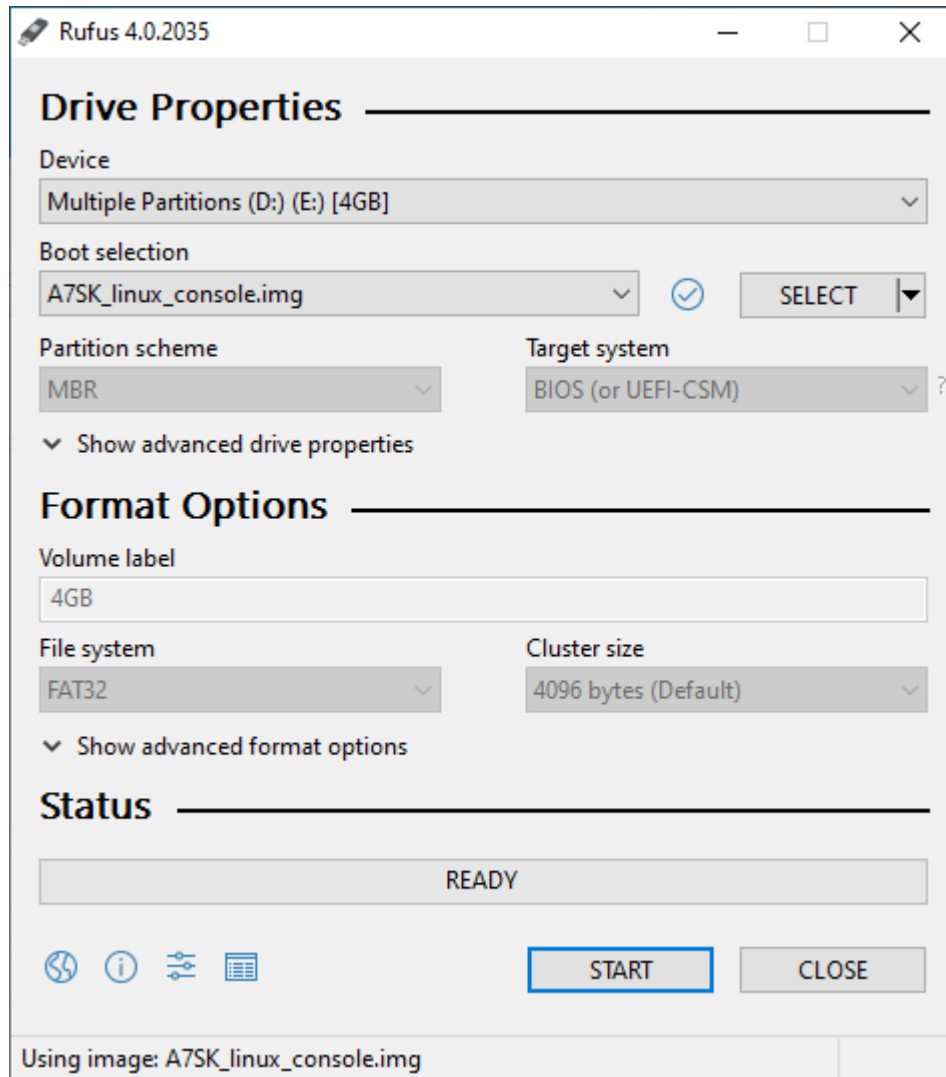 Rufus 4.0.2035
Drive Properties
Device
Multiple Partitions (D:) (E:) [4GB]
Boot selection
A7SK_linux_console.img
SELECT
Partition scheme
Target system
MBR
BIOS (or UEFI-CSM)
?
Show advanced drive properties
Format Options
Volume label
4GB
File system
Cluster size
FAT32
4096 bytes (Default)
Show advanced format options
Status
READY
START
CLOSE
Using image: A7SK_linux_console.img